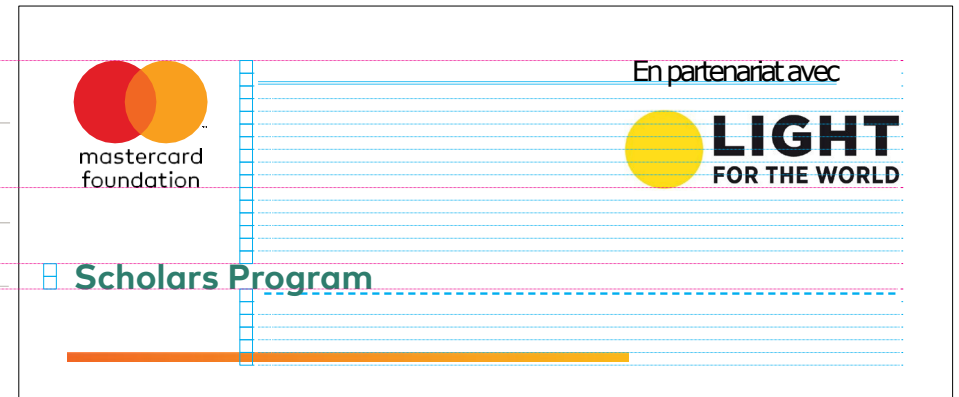 En partenariat avec
mastercard
foundation
LIGHT
FOR THE WORLD
Scholars Program